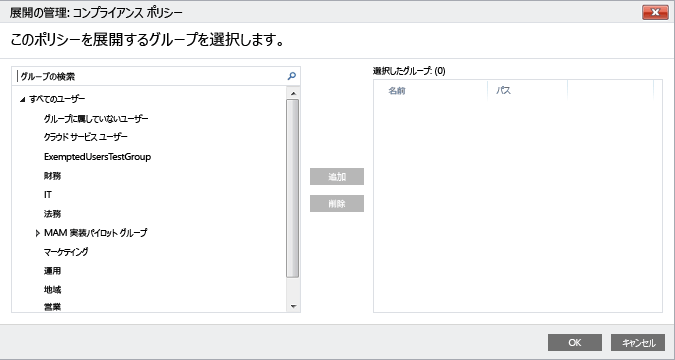 展開の管理: コンプライアンス ポリシー
このポリシーを展開するグループを選択します。
グループの検索
すべてのユーザー
グループに属していないユーザー
クラウド サービス ユーザー
ExemptedUsersTestGroup
財務
IT
法務
MAM 実装パイロット グループ
マーケティング
運用
地域
営業
追加
削除
選択したグループ: (0)
名前 パス
OK キャンセル